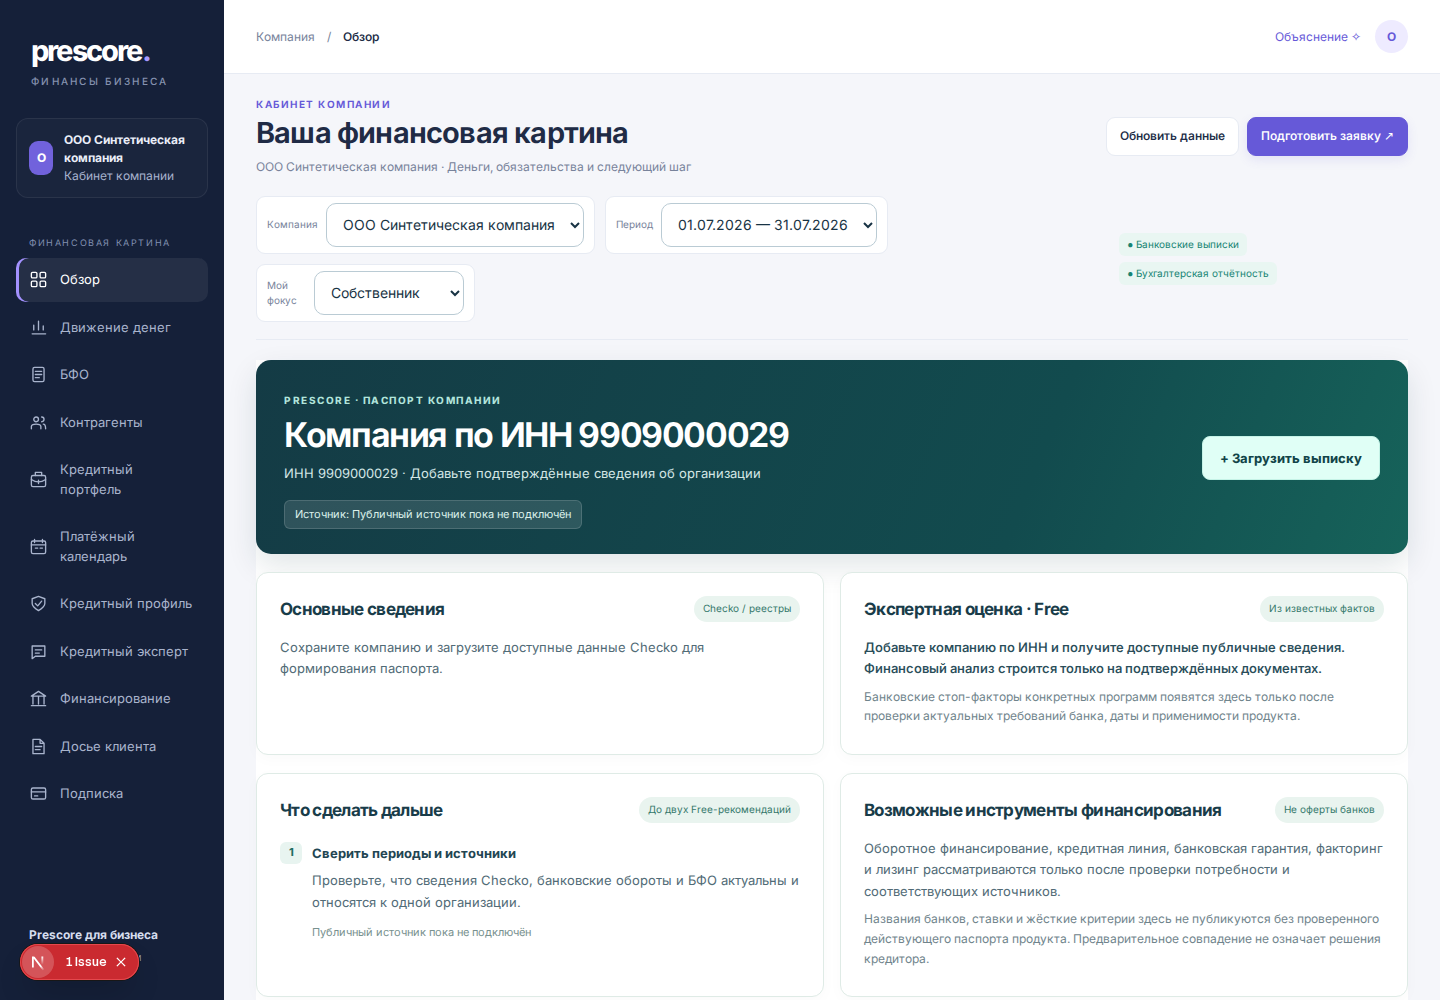 prescore.
ФИНАНСЫ БИЗНЕСА
О
ООО Синтетическая
компания
Кабинет компании
ФИНАНСОВАЯ КАРТИНА
Обзор
Движение денег
БФО
Контрагенты
Кредитный
портфель
Платёжный
календарь
Кредитный профиль
Кредитный эксперт
Финансирование
Досье клиента
Подписка
Prescore для бизнеса
1 Issue
Компания / Обзор
Объяснение
О
КАБИНЕТ КОМПАНИИ
Ваша финансовая картина
ООО Синтетическая компания · Деньги, обязательства и следующий шаг
Обновить данные
Подготовить заявку ↗
Компания ООО Синтетическая компания
Период 01.07.2026 — 31.07.2026
Мой
фокус
Собственник
● Банковские выписки
● Бухгалтерская отчётность
PRESCORE · ПАСПОРТ КОМПАНИИ
Компания по ИНН 9909000029
ИНН 9909000029 · Добавьте подтверждённые сведения об организации
Источник: Публичный источник пока не подключён
+ Загрузить выписку
Основные сведения
Checko / реестры
Сохраните компанию и загрузите доступные данные Checko для
формирования паспорта.
Экспертная оценка · Free
Из известных фактов
Добавьте компанию по ИНН и получите доступные публичные сведения.
Финансовый анализ строится только на подтверждённых документах.
Банковские стоп-факторы конкретных программ появятся здесь только после
проверки актуальных требований банка, даты и применимости продукта.
Что сделать дальше
До двух Free-рекомендаций
1
Сверить периоды и источники
Проверьте, что сведения Checko, банковские обороты и БФО актуальны и
относятся к одной организации.
Публичный источник пока не подключён
Возможные инструменты финансирования
Не оферты банков
Оборотное финансирование, кредитная линия, банковская гарантия, факторинг
и лизинг рассматриваются только после проверки потребности и
соответствующих источников.
Названия банков, ставки и жёсткие критерии здесь не публикуются без проверенного
действующего паспорта продукта. Предварительное совпадение не означает решения
кредитора.